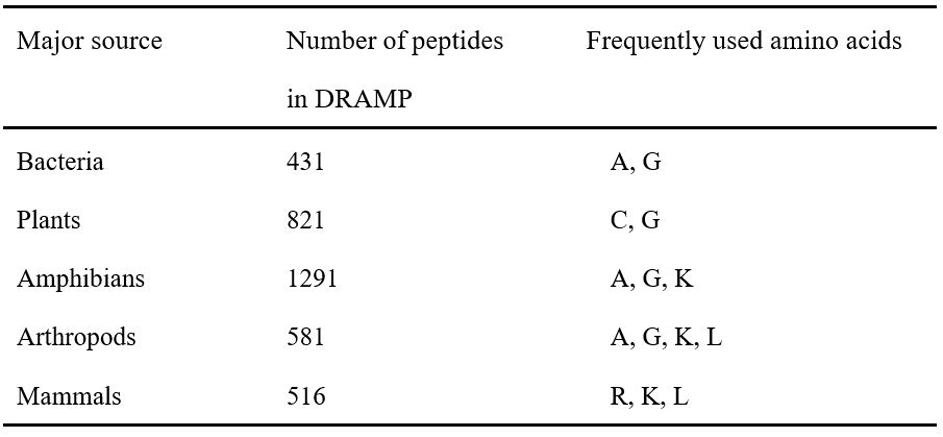 Major source Number of peptides Frequently used amino acids
in DRAMP
Bacteria 431 A, G
Plants 821 C, G
Amphibians 1291 A, G, K
Arthropods 581 A, G, K, L
Mammals 516 R, K, L